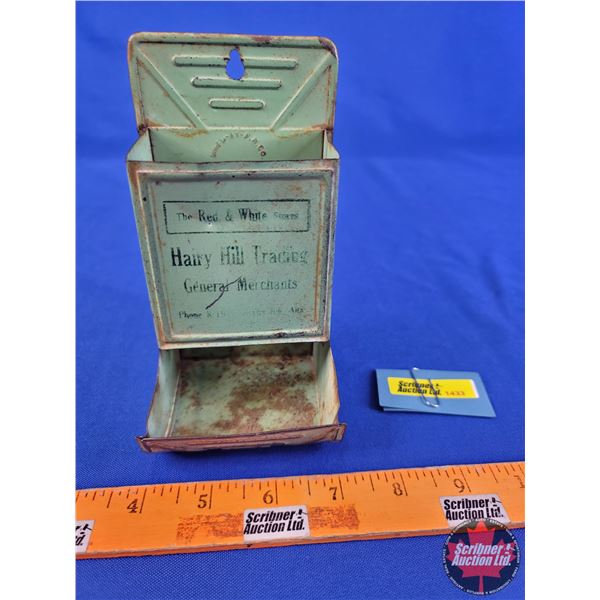 The Red & White Stores
Hairy Hill Trading
General Merchants
Phone
Scribner!
Auction Ltd. 1433
4 5 6 7 8 9
Scribner!
Auction Ltd.
Scribner!
Auction Ltd.
Scribner!
Auction Ltd.